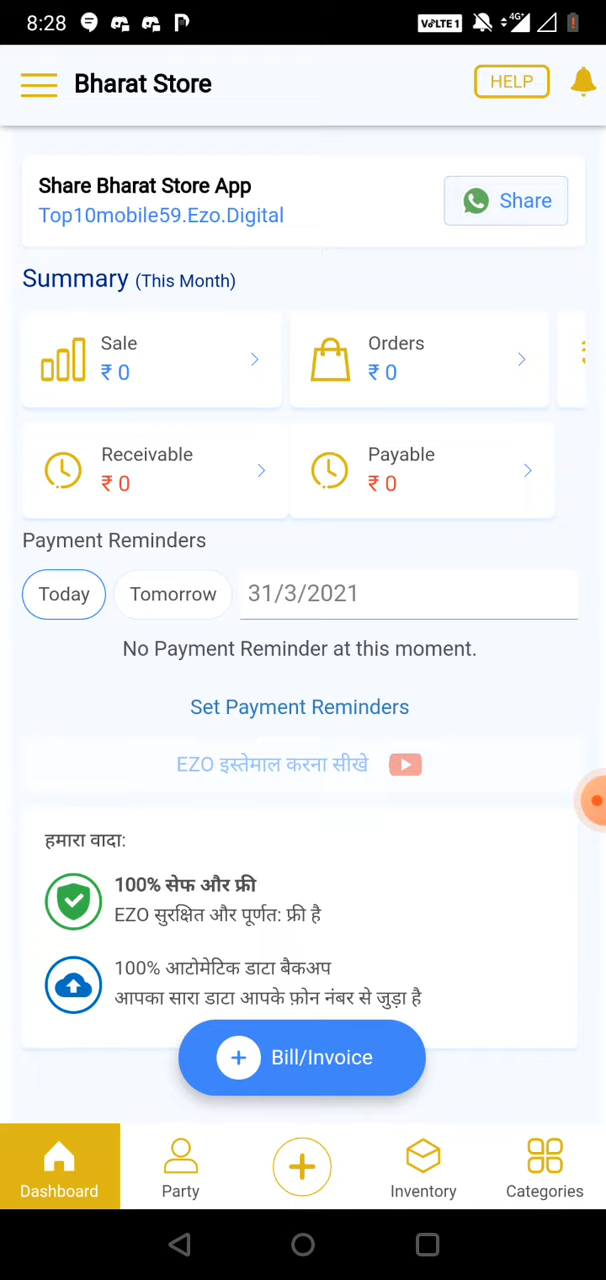 8:28 VoLTE 1 4G+
Bharat Store HELP
Share Bharat Store App
Top10mobile59.Ezo.Digital
Share
Summary (This Month)
Sale
₹ 0
Orders
₹ 0
Receivable
₹ 0
Payable
₹ 0
Payment Reminders
Today Tomorrow 31/3/2021
No Payment Reminder at this moment.
Set Payment Reminders
EZO इस्तेमाल करना सीखे
हमारा वादा:
100% सेफ और फ्री
EZO सुरक्षित और पूर्णत: फ्री है
100% आटोमेटिक डाटा बैकअप
आपका सारा डाटा आपके फ़ोन नंबर से जुड़ा है
+ Bill/Invoice
Dashboard Party Inventory Categories